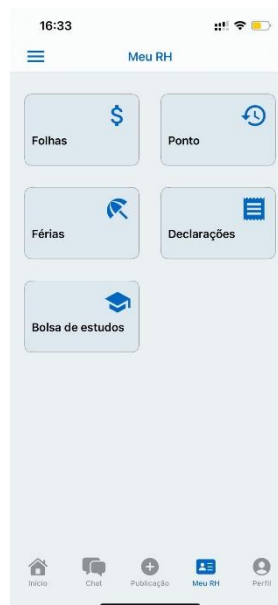 16:33
Meu RH
Folhas
Ponto
Férias
Declarações
Bolsa de estudos
Início
Chat
Publicação
Meu RH
Perfil